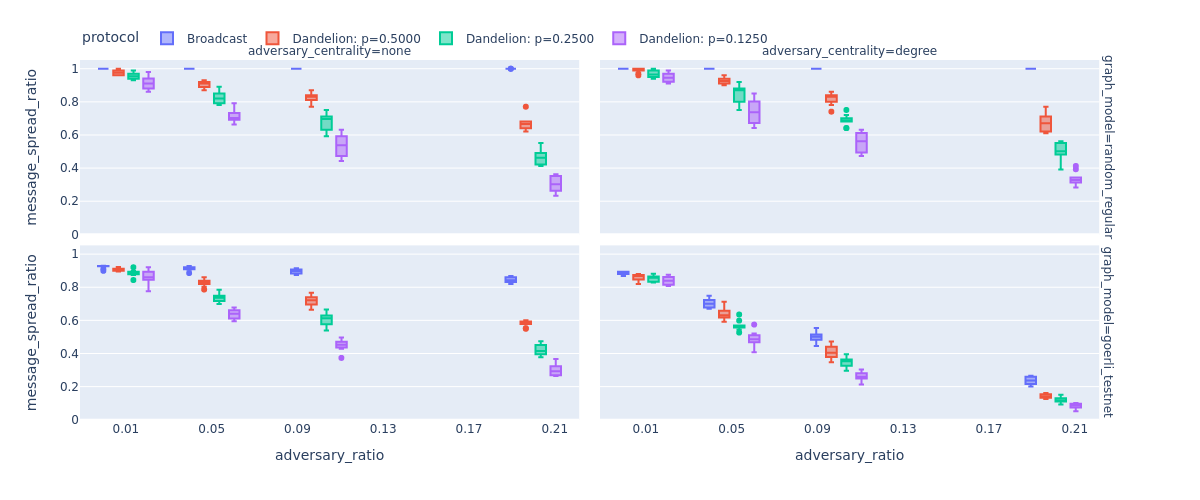 protocol Broadcast Dandelion: p=0.5000 Dandelion: p=0.2500 Dandelion: p=0.1250
adversary_centrality=none adversary_centrality=degree
message_spread_ratio
1
0.8
0.6
0.4
0.2
0
graph_model=random_regular
message_spread_ratio
1
0.8
0.6
0.4
0.2
0
graph_model=goerli_testnet
0.01 0.05 0.09 0.13 0.17 0.21 0.01 0.05 0.09 0.13 0.17 0.21
adversary_ratio adversary_ratio